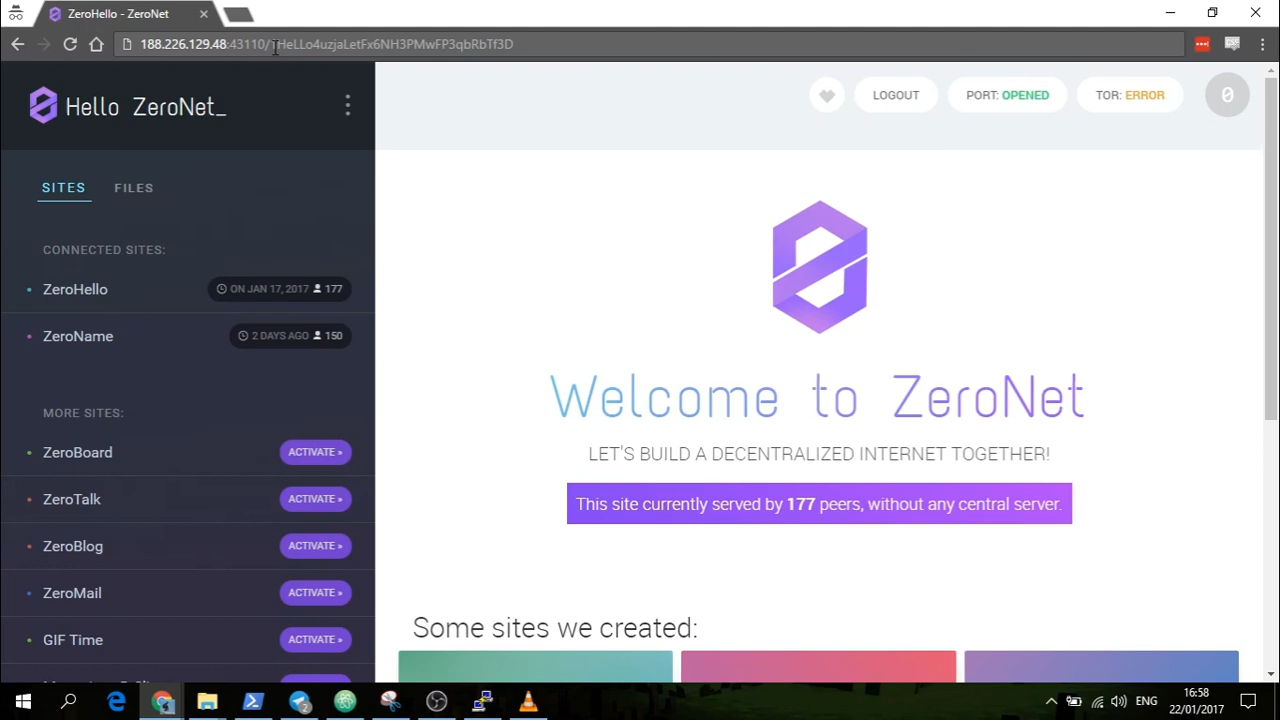 ZeroHello - ZeroNet
188.226.129.48:43110/1HeLLo4uzjaLetFx6NH3PMwFP3qbRbTf3D
Hello ZeroNet_
LOGOUT
PORT: OPENED
TOR: ERROR
0
SITES
FILES
CONNECTED SITES:
ZeroHello
ON JAN 17, 2017 177
ZeroName
2 DAYS AGO 150
MORE SITES:
ZeroBoard
ACTIVATE »
ZeroTalk
ACTIVATE »
ZeroBlog
ACTIVATE »
ZeroMail
ACTIVATE »
GIF Time
ACTIVATE »
Welcome to ZeroNet
LET'S BUILD A DECENTRALIZED INTERNET TOGETHER!
This site currently served by 177 peers, without any central server.
Some sites we created:
ENG
16:58
22/01/2017